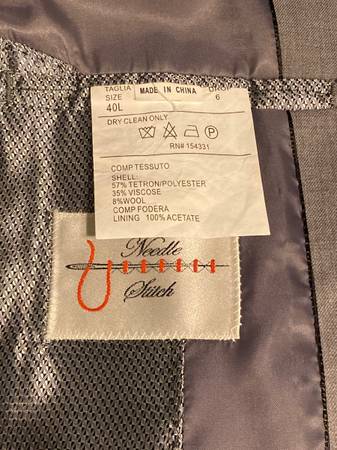 TAGLIA MADE IN CHINA DROP
SIZE 6
40L
DRY CLEAN ONLY
P
RN# 154331
COMP TESSUTO
SHELL:
57% TETRON/POLYESTER
35% VISCOSE
8%WOOL
COMP FODERA
LINING 100% ACETATE
Needle
Stitch